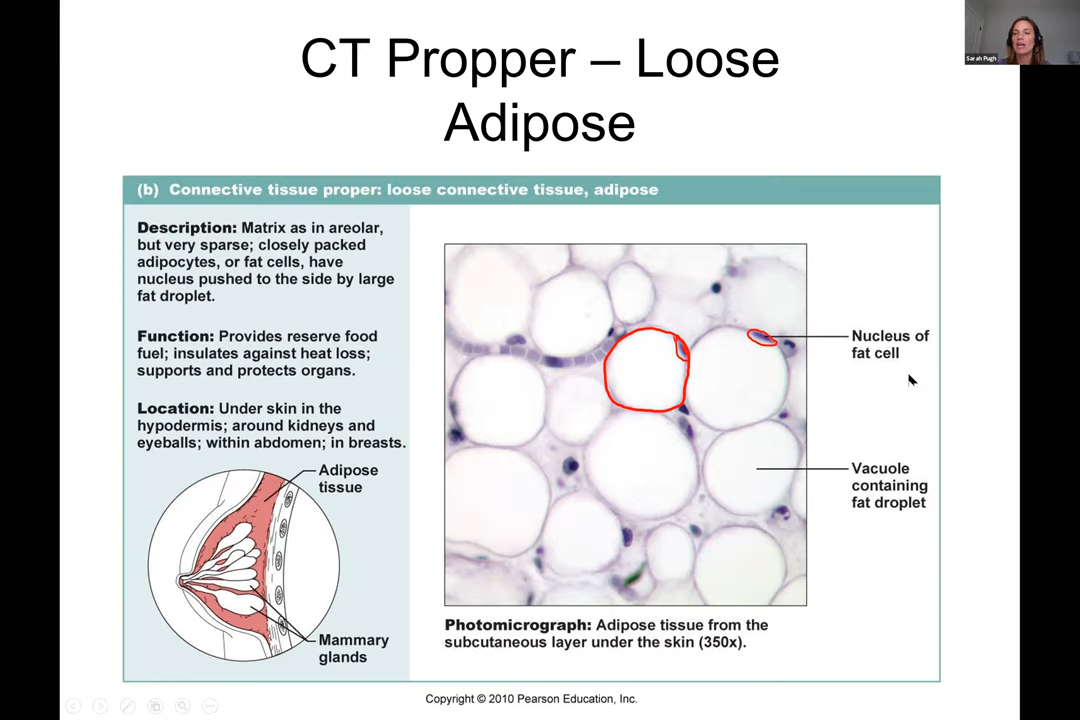 CT Propper – Loose
Adipose
Sarah Pugh
(b) Connective tissue proper: loose connective tissue, adipose
Description: Matrix as in areolar,
but very sparse; closely packed
adipocytes, or fat cells, have
nucleus pushed to the side by large
fat droplet.
Function: Provides reserve food
fuel; insulates against heat loss;
supports and protects organs.
Location: Under skin in the
hypodermis; around kidneys and
eyeballs; within abdomen; in breasts.
Adipose
tissue
Mammary
glands
Nucleus of
fat cell
Vacuole
containing
fat droplet
Photomicrograph: Adipose tissue from the
subcutaneous layer under the skin (350x).
Copyright © 2010 Pearson Education, Inc.